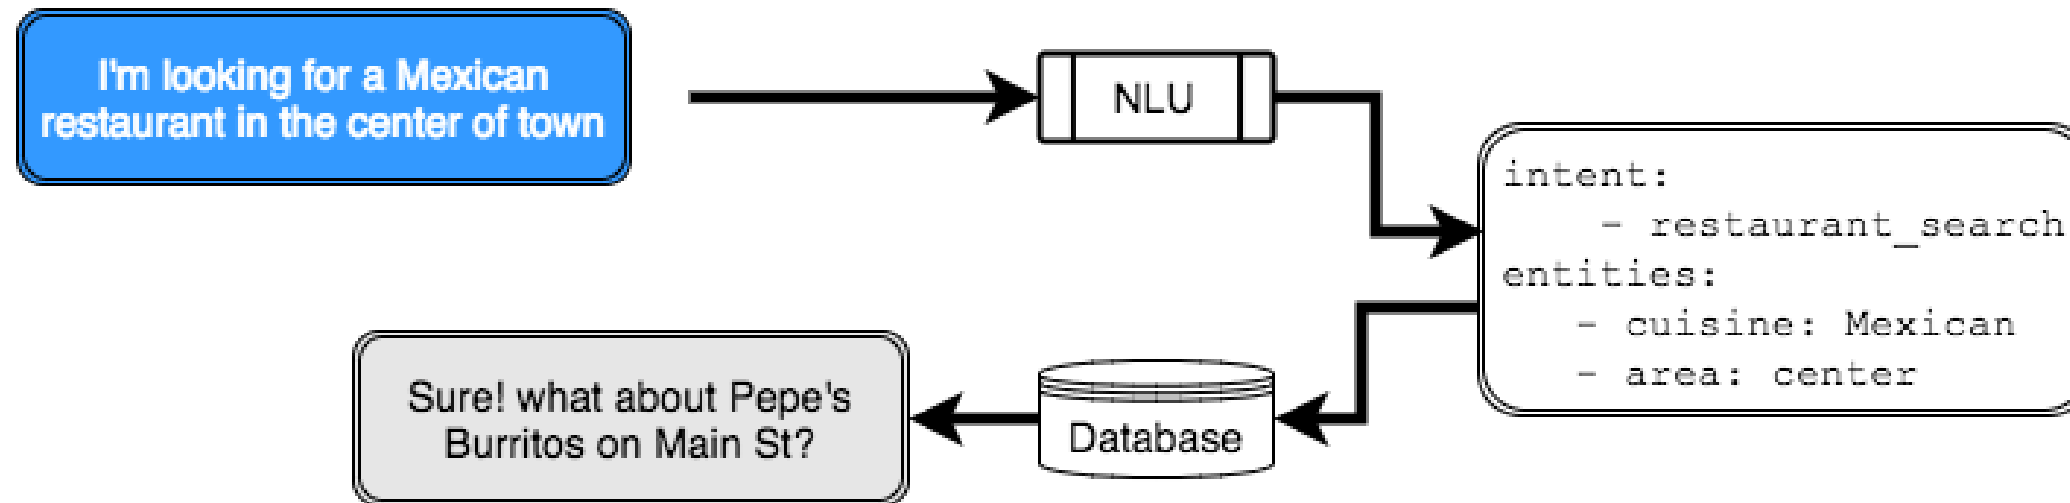 I'm looking for a Mexican
restaurant in the center of town
NLU
intent:
- restaurant_search
entities:
- cuisine: Mexican
- area: center
Database
Sure! what about Pepe's
Burritos on Main St?